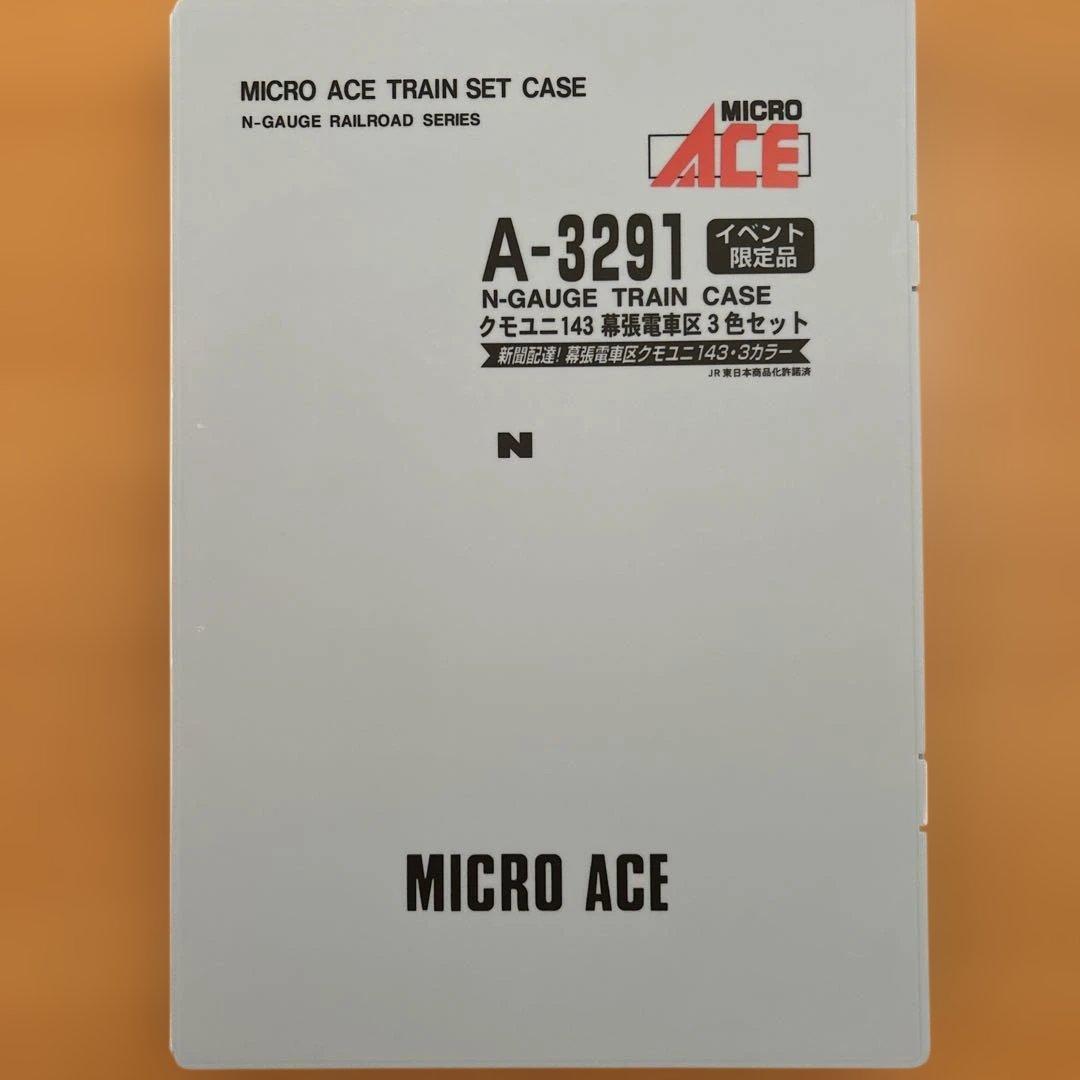 MICRO ACE TRAIN SET CASE
N-GAUGE RAILROAD SERIES
MICRO
ACE
A-3291
イベント
限定品
N-GAUGE TRAIN CASE
クモユニ143 幕張電車区3色セット
新聞配達!幕張電車区クモユニ143・3カラー
JR東日本商品化許諾済
N
MICRO ACE